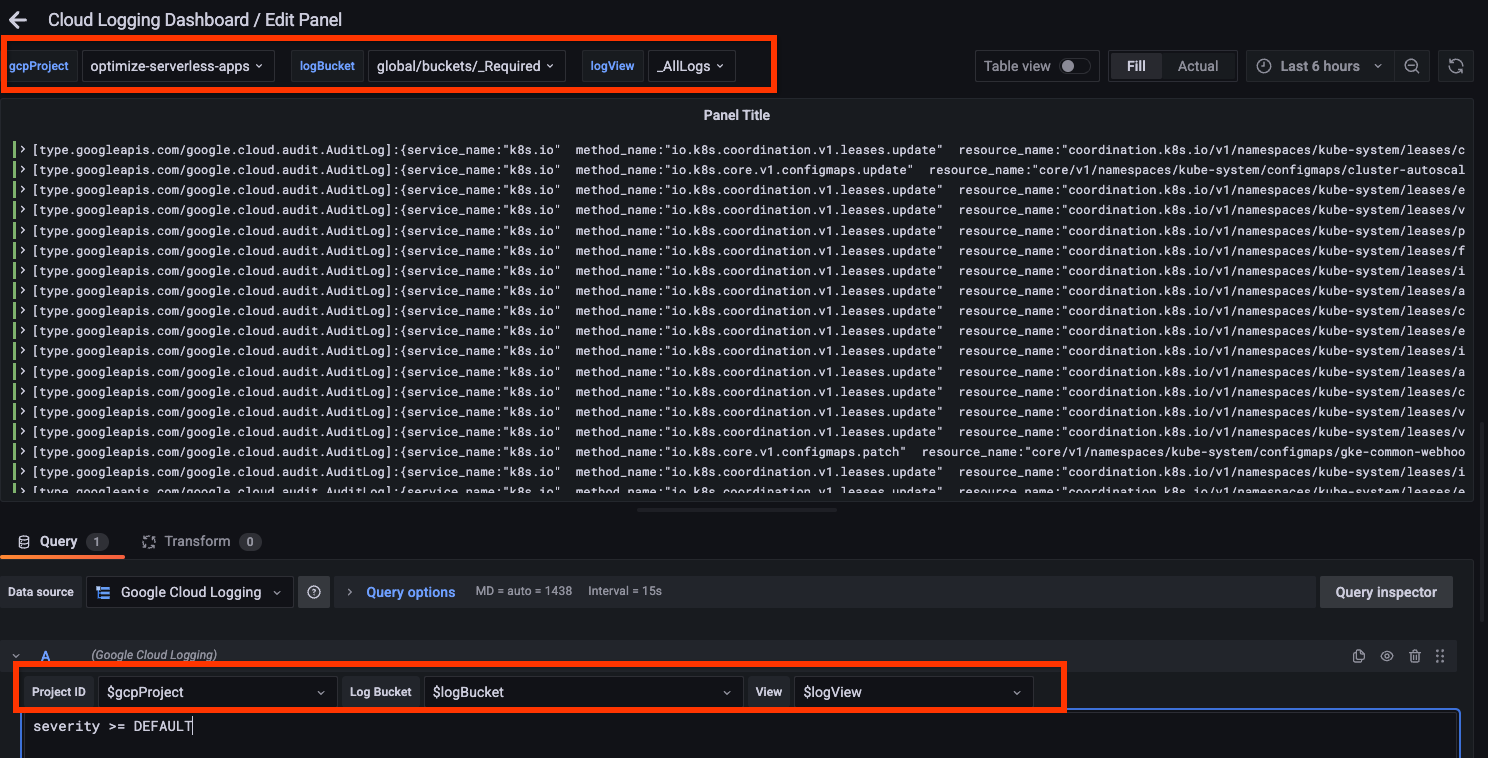 Cloud Logging Dashboard / Edit Panel
gcpProject optimize-serverless-apps logBucket global/buckets/_Required logView _AllLogs Table view Fill Actual Last 6 hours
Panel Title
[type.googleapis.com/google.cloud.audit.AuditLog]:{service_name:"k8s.io" method_name:"io.k8s.coordination.v1.leases.update" resource_name:"coordination.k8s.io/v1/namespaces/kube-system/leases/c
[type.googleapis.com/google.cloud.audit.AuditLog]:{service_name:"k8s.io" method_name:"io.k8s.core.v1.configmaps.update" resource_name:"core/v1/namespaces/kube-system/configmaps/cluster-autoscal
[type.googleapis.com/google.cloud.audit.AuditLog]:{service_name:"k8s.io" method_name:"io.k8s.coordination.v1.leases.update" resource_name:"coordination.k8s.io/v1/namespaces/kube-system/leases/e
[type.googleapis.com/google.cloud.audit.AuditLog]:{service_name:"k8s.io" method_name:"io.k8s.coordination.v1.leases.update" resource_name:"coordination.k8s.io/v1/namespaces/kube-system/leases/v
[type.googleapis.com/google.cloud.audit.AuditLog]:{service_name:"k8s.io" method_name:"io.k8s.coordination.v1.leases.update" resource_name:"coordination.k8s.io/v1/namespaces/kube-system/leases/p
[type.googleapis.com/google.cloud.audit.AuditLog]:{service_name:"k8s.io" method_name:"io.k8s.coordination.v1.leases.update" resource_name:"coordination.k8s.io/v1/namespaces/kube-system/leases/f
[type.googleapis.com/google.cloud.audit.AuditLog]:{service_name:"k8s.io" method_name:"io.k8s.coordination.v1.leases.update" resource_name:"coordination.k8s.io/v1/namespaces/kube-system/leases/i
[type.googleapis.com/google.cloud.audit.AuditLog]:{service_name:"k8s.io" method_name:"io.k8s.coordination.v1.leases.update" resource_name:"coordination.k8s.io/v1/namespaces/kube-system/leases/a
[type.googleapis.com/google.cloud.audit.AuditLog]:{service_name:"k8s.io" method_name:"io.k8s.coordination.v1.leases.update" resource_name:"coordination.k8s.io/v1/namespaces/kube-system/leases/c
[type.googleapis.com/google.cloud.audit.AuditLog]:{service_name:"k8s.io" method_name:"io.k8s.coordination.v1.leases.update" resource_name:"coordination.k8s.io/v1/namespaces/kube-system/leases/e
[type.googleapis.com/google.cloud.audit.AuditLog]:{service_name:"k8s.io" method_name:"io.k8s.coordination.v1.leases.update" resource_name:"coordination.k8s.io/v1/namespaces/kube-system/leases/i
[type.googleapis.com/google.cloud.audit.AuditLog]:{service_name:"k8s.io" method_name:"io.k8s.coordination.v1.leases.update" resource_name:"coordination.k8s.io/v1/namespaces/kube-system/leases/a
[type.googleapis.com/google.cloud.audit.AuditLog]:{service_name:"k8s.io" method_name:"io.k8s.coordination.v1.leases.update" resource_name:"coordination.k8s.io/v1/namespaces/kube-system/leases/c
[type.googleapis.com/google.cloud.audit.AuditLog]:{service_name:"k8s.io" method_name:"io.k8s.coordination.v1.leases.update" resource_name:"coordination.k8s.io/v1/namespaces/kube-system/leases/v
[type.googleapis.com/google.cloud.audit.AuditLog]:{service_name:"k8s.io" method_name:"io.k8s.coordination.v1.leases.update" resource_name:"coordination.k8s.io/v1/namespaces/kube-system/leases/v
[type.googleapis.com/google.cloud.audit.AuditLog]:{service_name:"k8s.io" method_name:"io.k8s.core.v1.configmaps.patch" resource_name:"core/v1/namespaces/kube-system/configmaps/gke-common-webhoo
[type.googleapis.com/google.cloud.audit.AuditLog]:{service_name:"k8s.io" method_name:"io.k8s.coordination.v1.leases.update" resource_name:"coordination.k8s.io/v1/namespaces/kube-system/leases/i
[type.googleapis.com/google.cloud.audit.AuditLog]:{service_name:"k8s.io" method_name:"io.k8s.coordination.v1.leases.update" resource_name:"coordination.k8s.io/v1/namespaces/kube-system/leases/e
Query 1 Transform 0
Data source Google Cloud Logging Query options MD = auto = 1438 Interval = 15s Query inspector
A (Google Cloud Logging)
Project ID $gcpProject Log Bucket $logBucket View $logView
severity >= DEFAULT